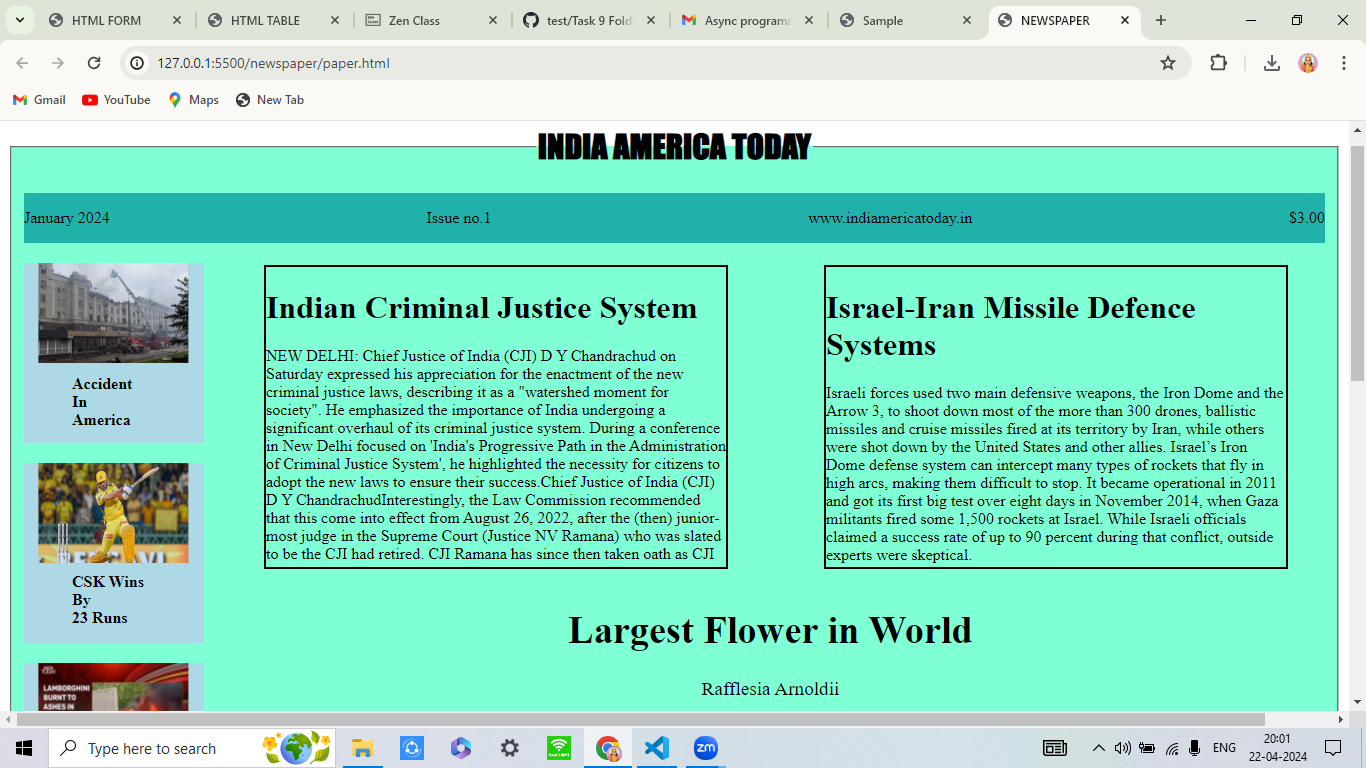 HTML FORM
HTML TABLE
Zen Class
test/Task 9 Fold
Async programi
Sample
NEWSPAPER
127.0.0.1:5500/newspaper/paper.html
Gmail
YouTube
Maps
New Tab
INDIA AMERICA TODAY
January 2024
Issue no.1
www.indiamericatoday.in
$3.00
Accident
In
America
CSK Wins
By
23 Runs
LAMBORGHINI
BURNT TO
ASHES IN
Indian Criminal Justice System
NEW DELHI: Chief Justice of India (CJI) D Y Chandrachud on
Saturday expressed his appreciation for the enactment of the new
criminal justice laws, describing it as a "watershed moment for
society". He emphasized the importance of India undergoing a
significant overhaul of its criminal justice system. During a conference
in New Delhi focused on 'India's Progressive Path in the Administration
of Criminal Justice System', he highlighted the necessity for citizens to
adopt the new laws to ensure their success.Chief Justice of India (CJI)
D Y ChandrachudInterestingly, the Law Commission recommended
that this come into effect from August 26, 2022, after the (then) junior-
most judge in the Supreme Court (Justice NV Ramana) who was slated
to be the CJI had retired. CJI Ramana has since then taken oath as CJI
Israel-Iran Missile Defence
Systems
Israeli forces used two main defensive weapons, the Iron Dome and the
Arrow 3, to shoot down most of the more than 300 drones, ballistic
missiles and cruise missiles fired at its territory by Iran, while others
were shot down by the United States and other allies. Israel’s Iron
Dome defense system can intercept many types of rockets that fly in
high arcs, making them difficult to stop. It became operational in 2011
and got its first big test over eight days in November 2014, when Gaza
militants fired some 1,500 rockets at Israel. While Israeli officials
claimed a success rate of up to 90 percent during that conflict, outside
experts were skeptical.
Largest Flower in World
Rafflesia Arnoldii
Type here to search
zm
ENG
20:01
22-04-2024